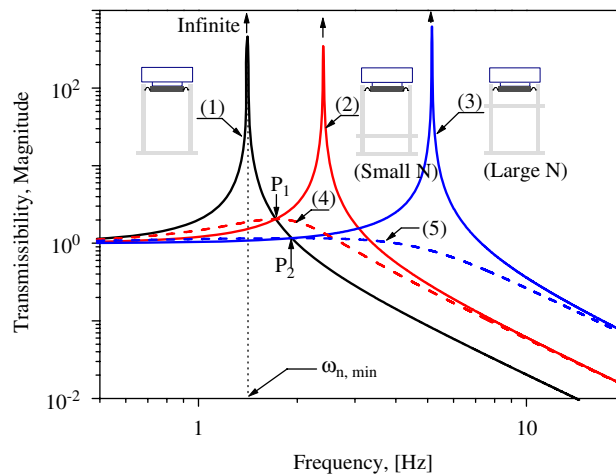 Infinite
10^2
(1)
(2)
(3)
(Small N)
(Large N)
P_1
(4)
10^0
(5)
P_2
ω_n, min
10^-2
1
10
Frequency, [Hz]
Transmissibility, Magnitude